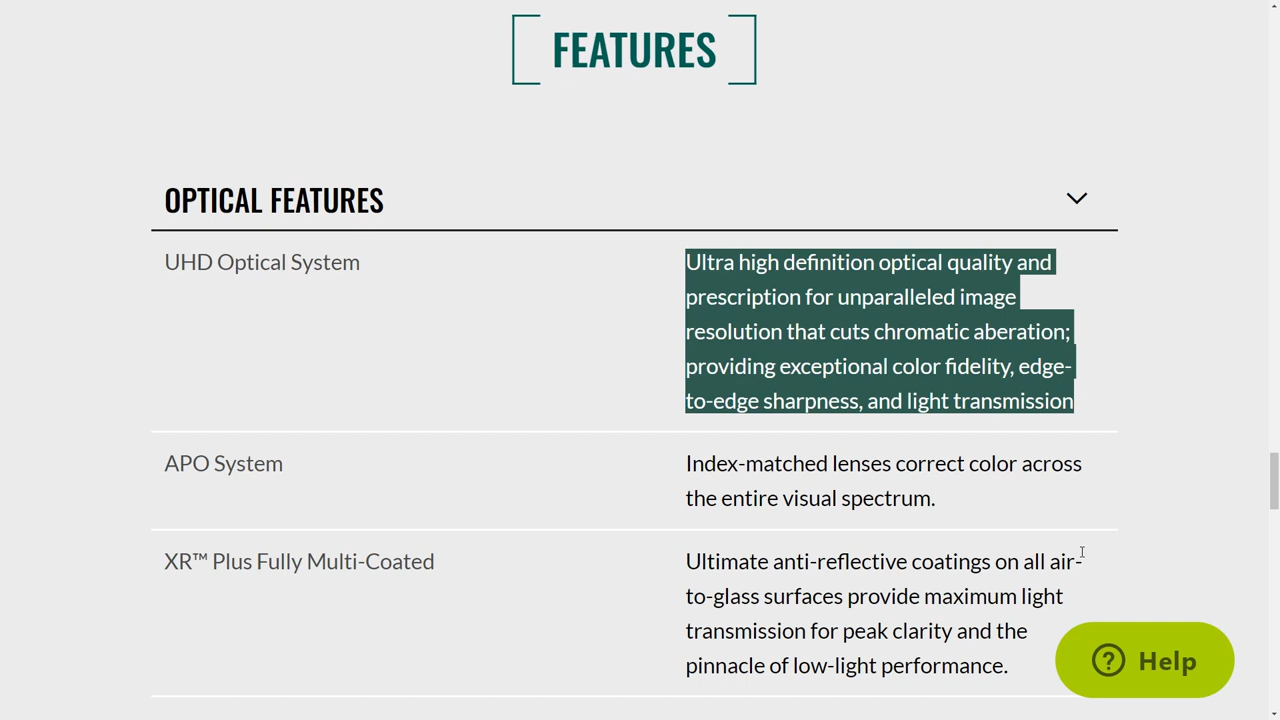 FEATURES
OPTICAL FEATURES
UHD Optical System
Ultra high definition optical quality and
prescription for unparalleled image
resolution that cuts chromatic aberation;
providing exceptional color fidelity, edge-
to-edge sharpness, and light transmission
APO System
Index-matched lenses correct color across
the entire visual spectrum.
XR™ Plus Fully Multi-Coated
Ultimate anti-reflective coatings on all air-
to-glass surfaces provide maximum light
transmission for peak clarity and the
pinnacle of low-light performance.
Help